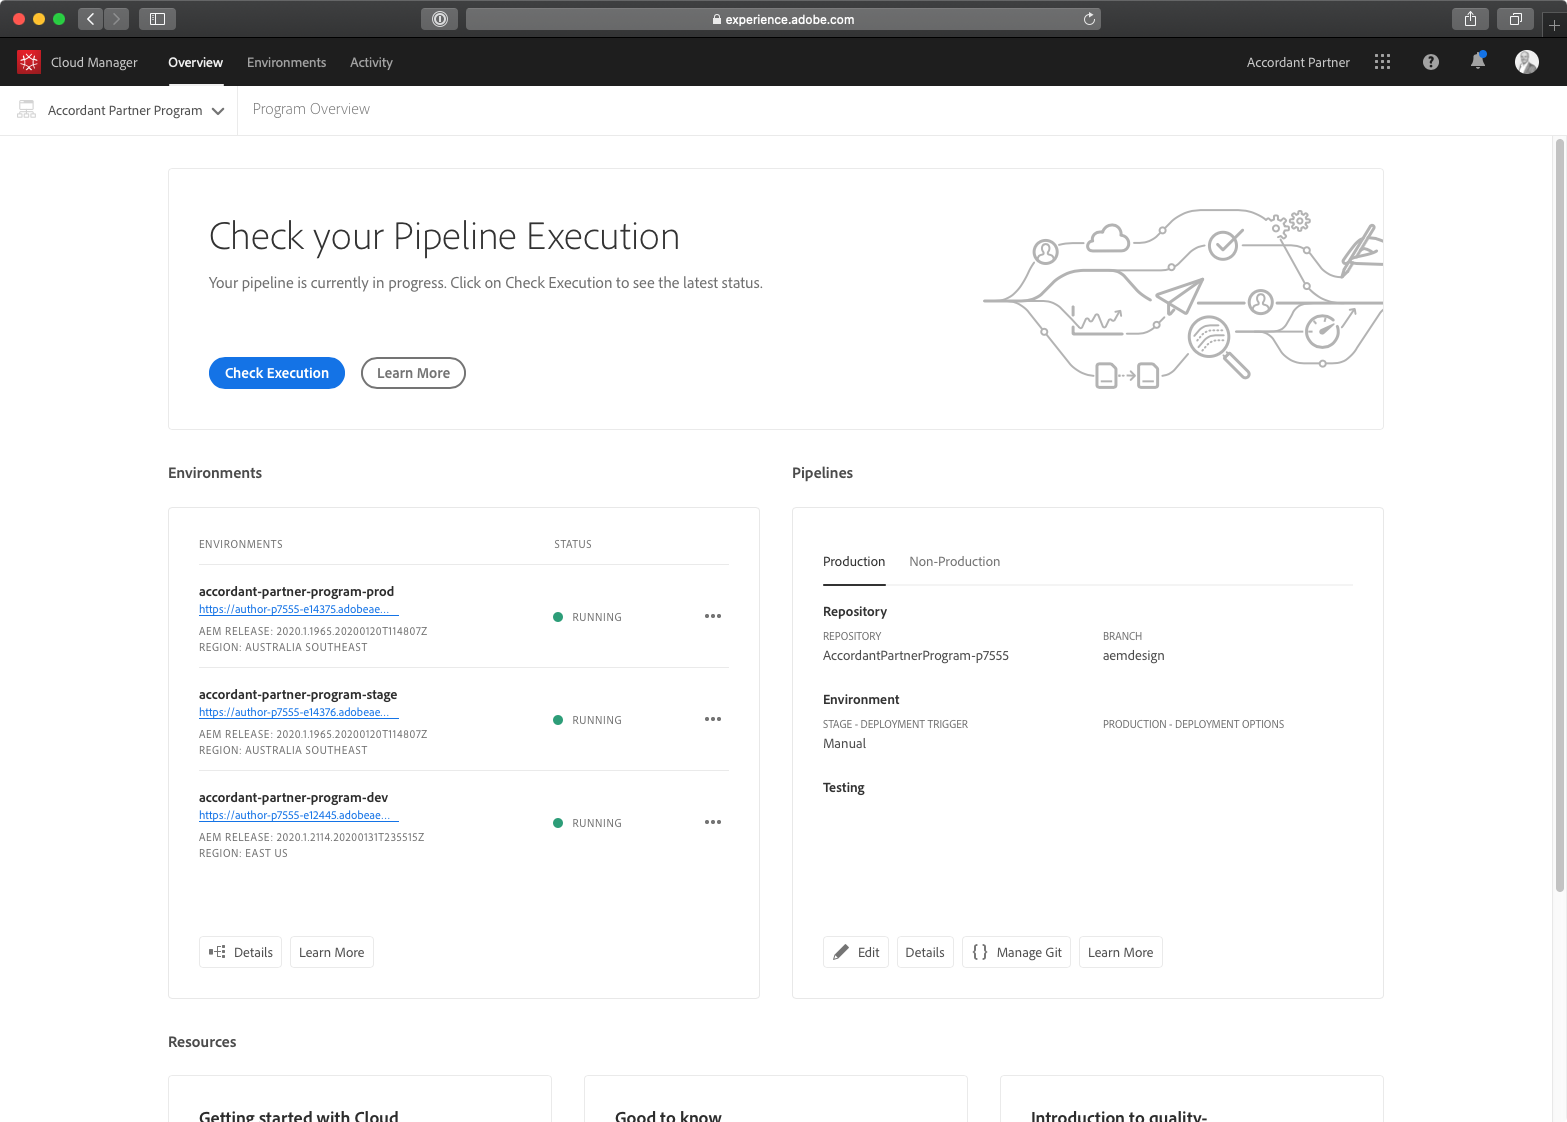 experience.adobe.com
Cloud Manager
Overview
Environments
Activity
Accordant Partner
Accordant Partner Program
Program Overview
Check your Pipeline Execution
Your pipeline is currently in progress. Click on Check Execution to see the latest status.
Check Execution
Learn More
Environments
ENVIRONMENTS
STATUS
accordant-partner-program-prod
https://author-p7555-e14375.adobeae...
AEM RELEASE: 2020.1.1965.20200120T114807Z
REGION: AUSTRALIA SOUTHEAST
RUNNING
accordant-partner-program-stage
https://author-p7555-e14376.adobeae...
AEM RELEASE: 2020.1.1965.20200120T114807Z
REGION: AUSTRALIA SOUTHEAST
RUNNING
accordant-partner-program-dev
https://author-p7555-e12445.adobeae...
AEM RELEASE: 2020.1.2114.20200131T235515Z
REGION: EAST US
RUNNING
Details
Learn More
Pipelines
Production
Non-Production
Repository
REPOSITORY
AccordantPartnerProgram-p7555
BRANCH
aemdesign
Environment
STAGE - DEPLOYMENT TRIGGER
Manual
PRODUCTION - DEPLOYMENT OPTIONS
Testing
Edit
Details
Manage Git
Learn More
Resources
Getting started with Cloud
Good to know
Introduction to quality-